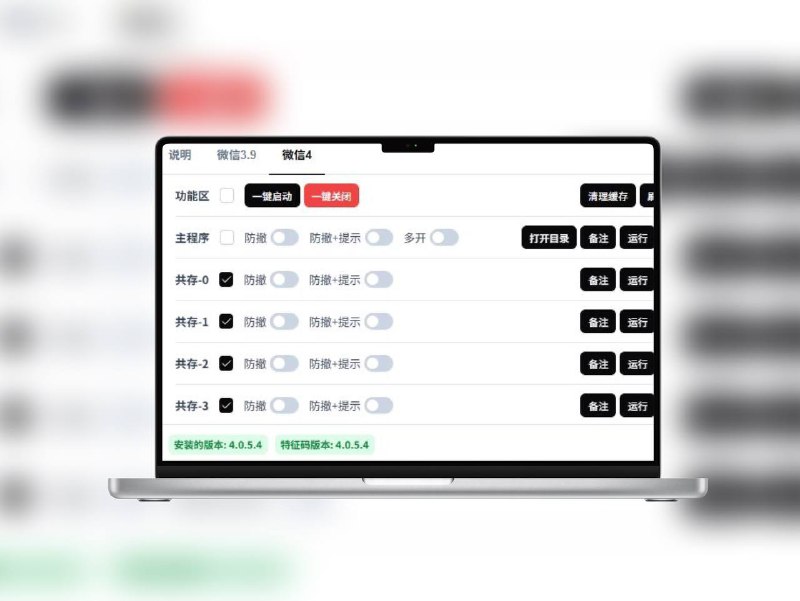 说明 微信3.9 微信4
功能区 一键启动 一键关闭 清理缓存
主程序 防撤 防撤+提示 多开 打开目录 备注 运行
共存-0 防撤 防撤+提示 备注 运行
共存-1 防撤 防撤+提示 备注 运行
共存-2 防撤 防撤+提示 备注 运行
共存-3 防撤 防撤+提示 备注 运行
安装的版本: 4.0.5.4 特征码版本: 4.0.5.4